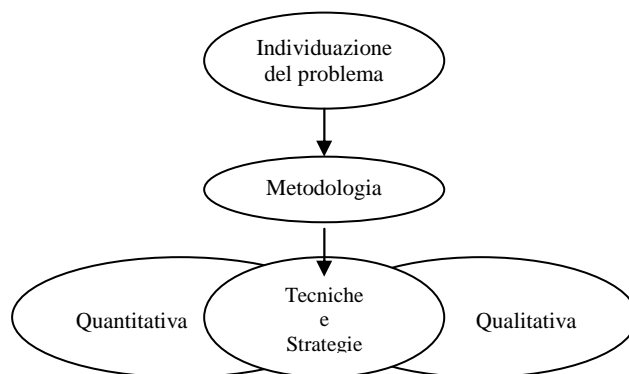 Individuazione
del problema
Metodologia
Quantitativa
Tecniche
e
Strategie
Qualitativa